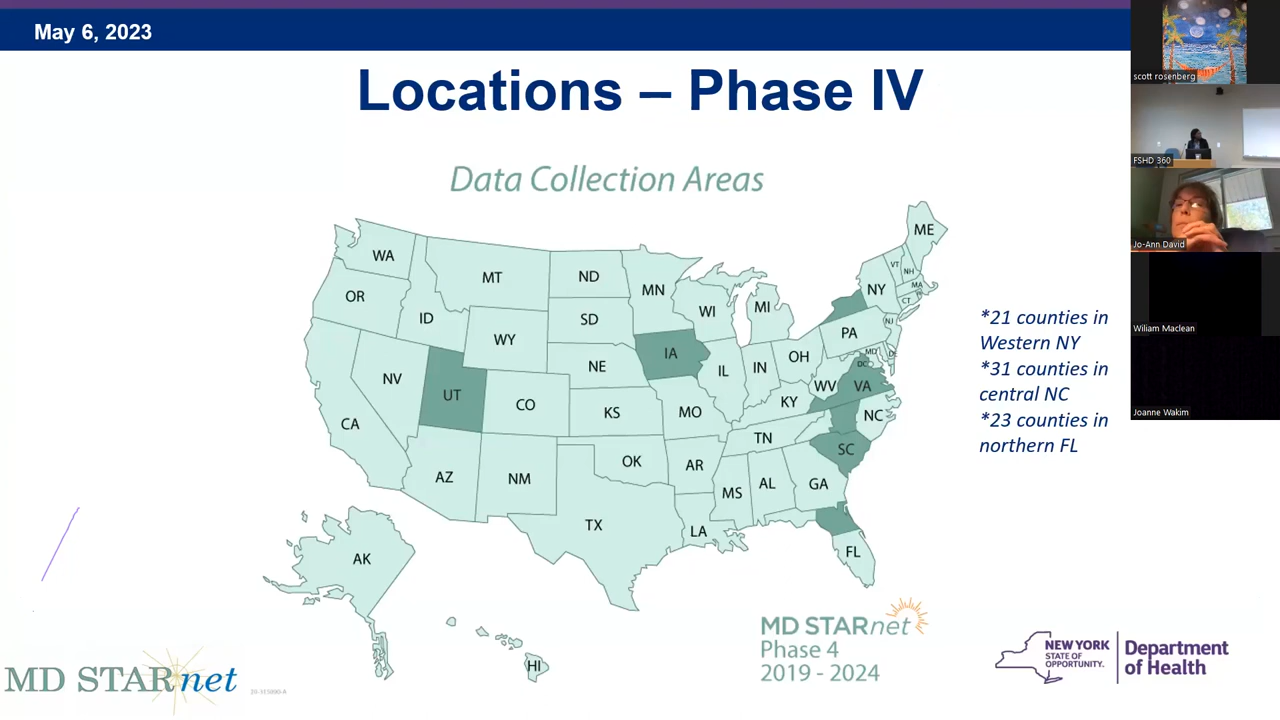 May 6, 2023
Locations – Phase IV
Data Collection Areas
WA
OR
CA
ID
NV
MT
WY
UT
AZ
CO
NM
ND
SD
NE
KS
OK
TX
MN
IA
MO
AR
LA
WI
IL
MI
IN
OH
KY
TN
MS
AL
GA
FL
SC
NC
VA
WV
DC
MD
DE
PA
NJ
NY
CT
MA
VT
NH
ME
AK
HI
*21 counties in
Western NY
*31 counties in
central NC
*23 counties in
northern FL
MD STARnet
Phase 4
2019 - 2024
MD STARnet
20-315090-A
NEW YORK
STATE OF
OPPORTUNITY.
Department
of Health
scott rosenberg
FSHD 360
Jo-Ann David
Wiliam Maclean
Joanne Wakim